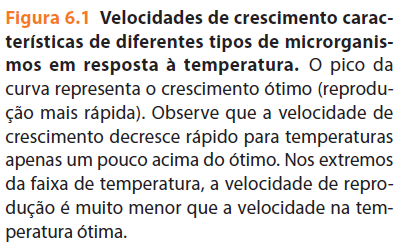 Figura 6.1 Velocidades de crescimento carac-
terísticas de diferentes tipos de microrganis-
mos em resposta à temperatura. O pico da
curva representa o crescimento ótimo (reprodu-
ção mais rápida). Observe que a velocidade de
crescimento decresce rápido para temperaturas
apenas um pouco acima do ótimo. Nos extremos
da faixa de temperatura, a velocidade de repro-
dução é muito menor que a velocidade na tem-
peratura ótima.